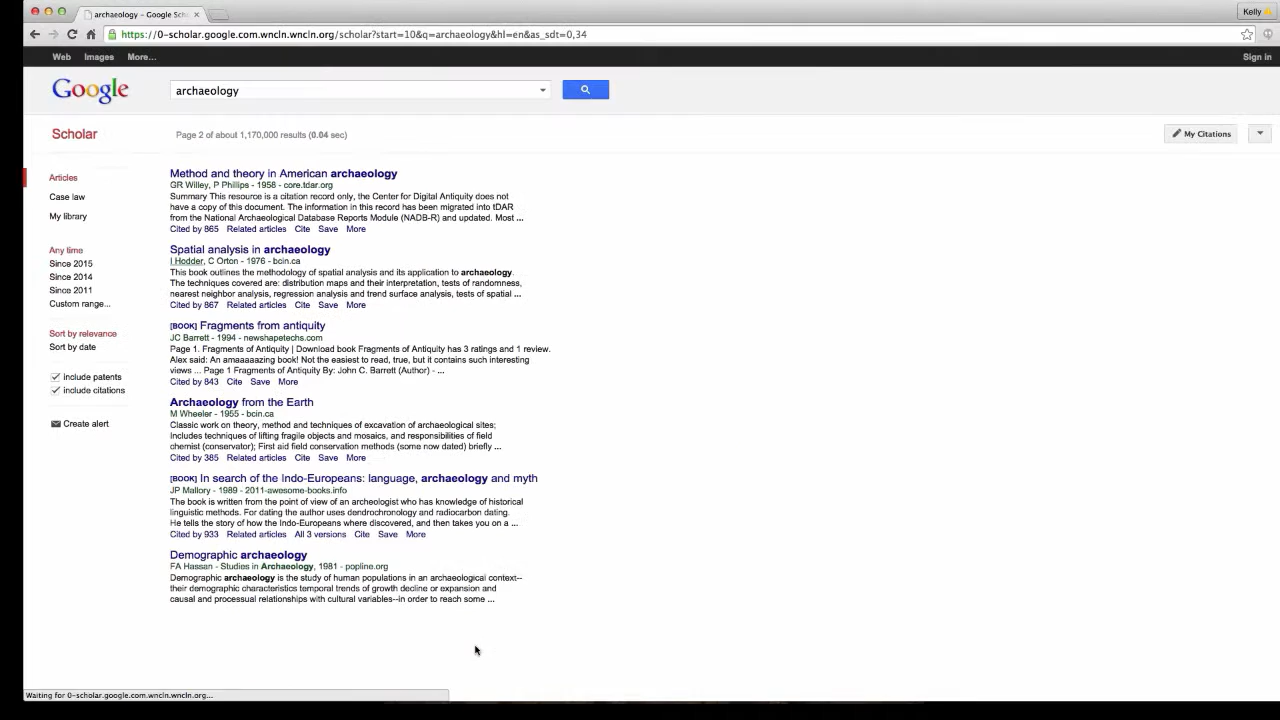 archaeology - Google Sch
Kelly
https://0-scholar.google.com.wncln.wncln.org/scholar?start=10&q=archaeology&hl=en&as_sdt=0,34
Web Images More... Sign in
Google archaeology
Scholar Page 2 of about 1,170,000 results (0.04 sec) My Citations
Articles
Case law
My library
Any time
Since 2015
Since 2014
Since 2011
Custom range...
Sort by relevance
Sort by date
include patents
include citations
Create alert
Method and theory in American archaeology
GR Willey, P Phillips - 1958 - core.tdar.org
Summary This resource is a citation record only, the Center for Digital Antiquity does not
have a copy of this document. The information in this record has been migrated into tDAR
from the National Archaeological Database Reports Module (NADB-R) and updated. Most ...
Cited by 865 Related articles Cite Save More
Spatial analysis in archaeology
I Hodder, C Orton - 1976 - bcin.ca
This book outlines the methodology of spatial analysis and its application to archaeology.
The techniques covered are: distribution maps and their interpretation, tests of randomness,
nearest neighbor analysis, regression analysis and trend surface analysis, tests of spatial ...
Cited by 867 Related articles Cite Save More
[BOOK] Fragments from antiquity
JC Barrett - 1994 - newshapetechs.com
Page 1. Fragments of Antiquity | Download book Fragments of Antiquity has 3 ratings and 1 review.
Alex said: An amaaaaazing book! Not the easiest to read, true, but it contains such interesting
views ... Page 1 Fragments of Antiquity By: John C. Barrett (Author) - ...
Cited by 843 Cite Save More
Archaeology from the Earth
M Wheeler - 1955 - bcin.ca
Classic work on theory, method and techniques of excavation of archaeological sites;
Includes techniques of lifting fragile objects and mosaics, and responsibilities of field
chemist (conservator); First aid field conservation methods (some now dated) briefly ...
Cited by 385 Related articles Cite Save More
[BOOK] In search of the Indo-Europeans: language, archaeology and myth
JP Mallory - 1989 - 2011-awesome-books.info
The book is written from the point of view of an archeologist who has knowledge of historical
linguistic methods. For dating the author uses dendrochronology and radiocarbon dating.
He tells the story of how the Indo-Europeans where discovered, and then takes you on a ...
Cited by 933 Related articles All 3 versions Cite Save More
Demographic archaeology
FA Hassan - Studies in Archaeology, 1981 - popline.org
Demographic archaeology is the study of human populations in an archaeological context--
their demographic characteristics temporal trends of growth decline or expansion and
causal and processual relationships with cultural variables--in order to reach some ...
Waiting for 0-scholar.google.com.wncln.wncln.org...